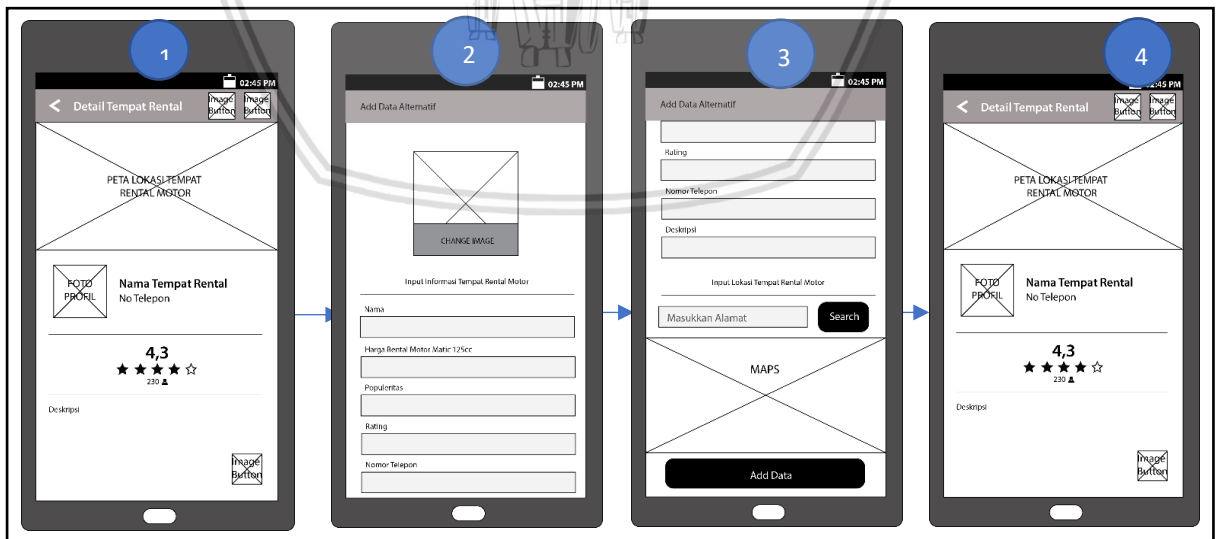 1
02:45 PM
Detail Tempat Rental
Image Button
Image Button
PETA LOKASI TEMPAT
RENTAL MOTOR
FOTO
PROFIL
Nama Tempat Rental
No Telepon
4,3
230
Deskripsi
Image
Button
2
02:45 PM
Add Data Alternatif
CHANGE IMAGE
Input Informasi Tempat Rental Motor
Nama
Harga Rental Motor Matic 125cc
Populeritas
Rating
Nomor Telepon
3
02:45 PM
Add Data Alternatif
Rating
Nomor Telepon
Deskripsi
Input Lokasi Tempat Rental Motor
Masukkan Alamat
Search
MAPS
Add Data
4
02:45 PM
Detail Tempat Rental
Image Button
Image Button
PETA LOKASI TEMPAT
RENTAL MOTOR
FOTO
PROFIL
Nama Tempat Rental
No Telepon
4,3
230
Deskripsi
Image
Button